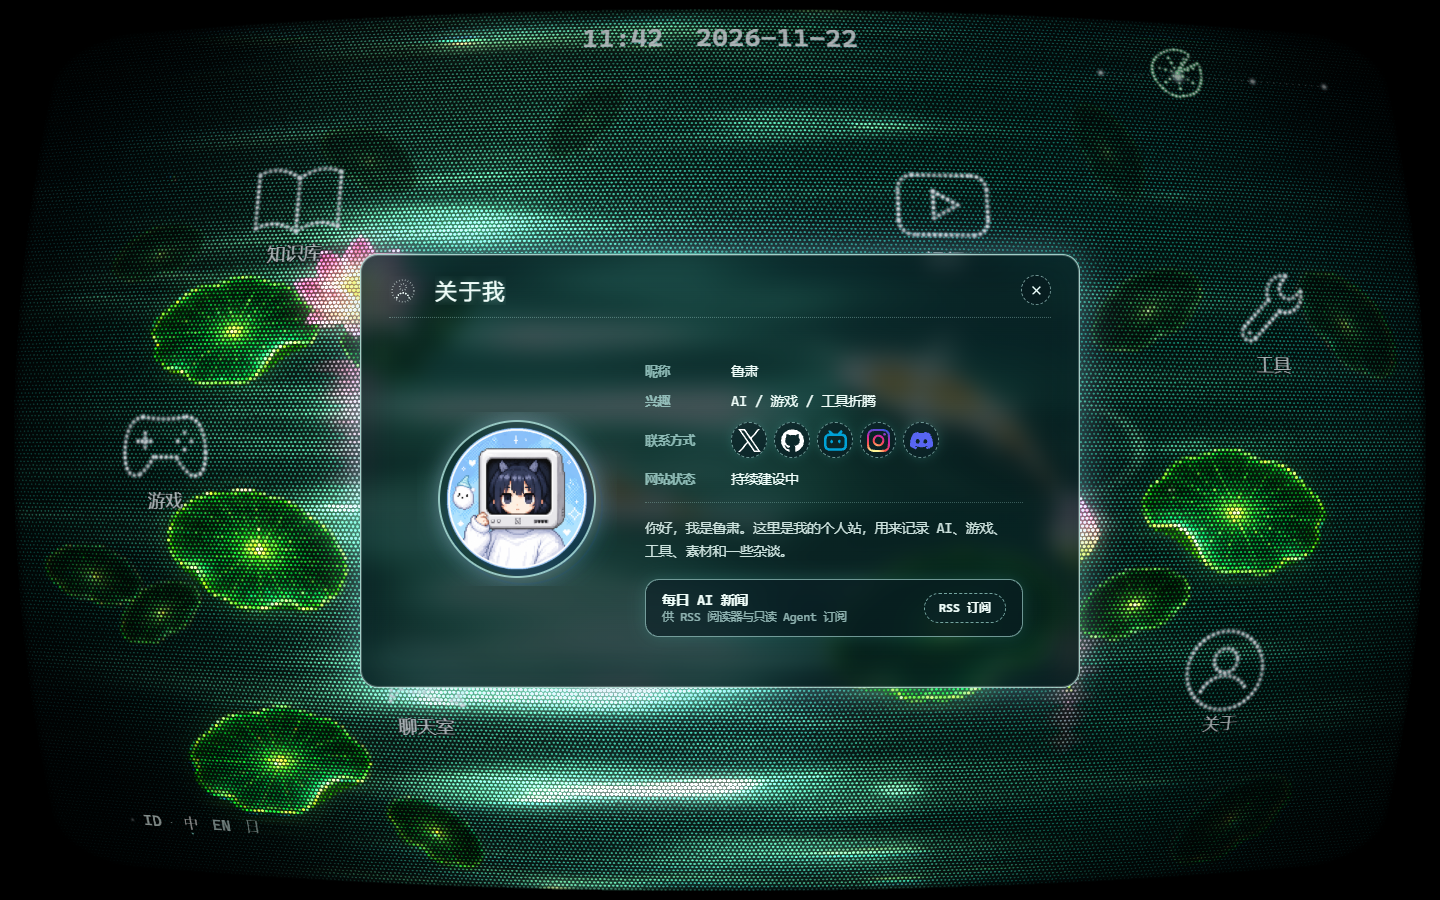 11:42 2026-11-22
知识库
关于我
工具
昵称 鲁肃
兴趣 AI / 游戏 / 工具折腾
联系方式
网站状态 持续建设中
游戏
你好，我是鲁肃。这里是我的个人站，用来记录 AI、游戏、
工具、素材和一些杂谈。
每日 AI 新闻
供 RSS 阅读器与只读 Agent 订阅
RSS 订阅
聊天室
关于
ID 中 EN 日